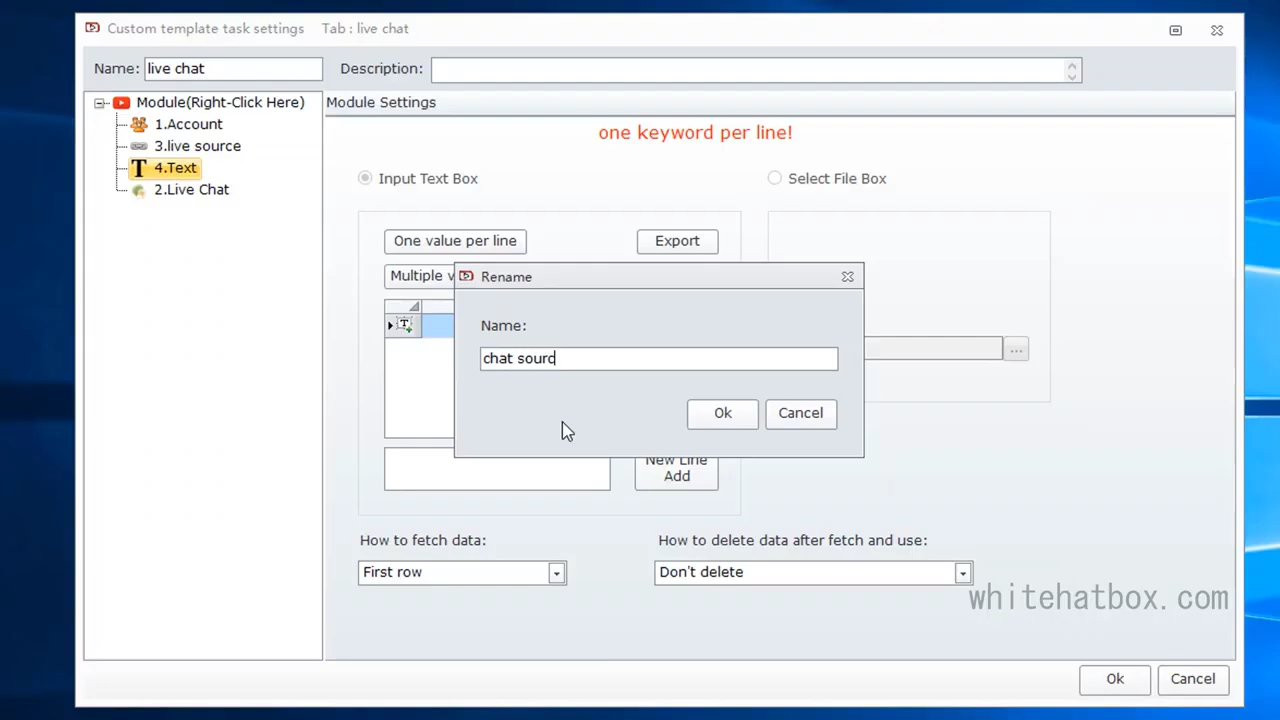 Custom template task settings Tab : live chat
Name: live chat Description:
Module(Right-Click Here)
1.Account
3.live source
4.Text
2.Live Chat
Module Settings
one keyword per line!
Input Text Box Select File Box
One value per line Export
Multiple
Rename
Name:
chat sourc
Ok Cancel
...
New Line
Add
How to fetch data: How to delete data after fetch and use:
First row Don't delete
whitehatbox.com
Ok Cancel